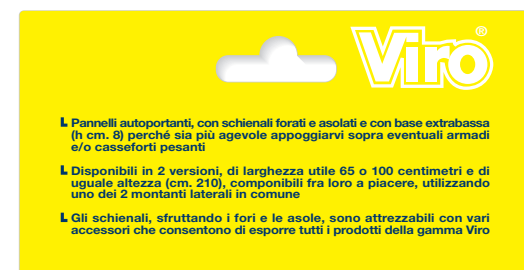 Viro®
Pannelli autoportanti, con schienali forati e asolati e con base extrabassa
(h cm. 8) perché sia più agevole appoggiarvi sopra eventuali armadi
e/o casseforti pesanti
Disponibili in 2 versioni, di larghezza utile 65 o 100 centimetri e di
uguale altezza (cm. 210), componibili fra loro a piacere, utilizzando
uno dei 2 montanti laterali in comune
Gli schienali, sfruttando i fori e le asole, sono attrezzabili con vari
accessori che consentono di esporre tutti i prodotti della gamma Viro